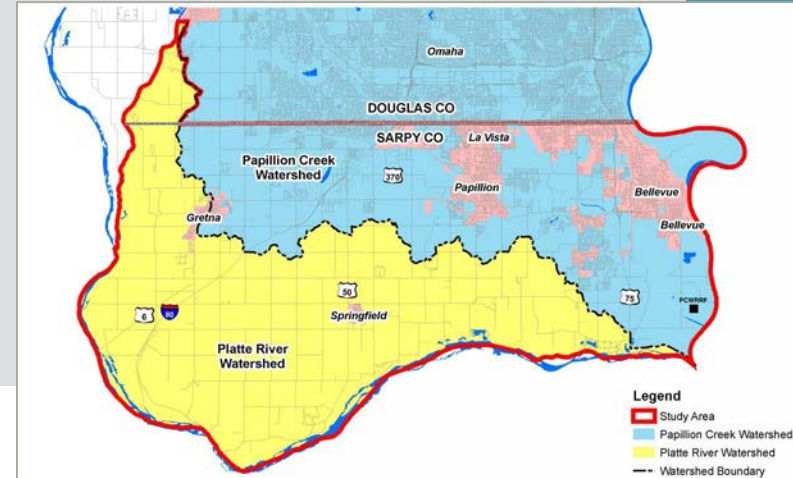 Omaha
DOUGLAS CO
SARPY CO
La Vista
Papillion Creek
Watershed
370
Papillion
Bellevue
Gretna
Bellevue
50
75
PCWRRF
6
80
Springfield
Platte River
Watershed
Legend
Study Area
Papillion Creek Watershed
Platte River Watershed
Watershed Boundary